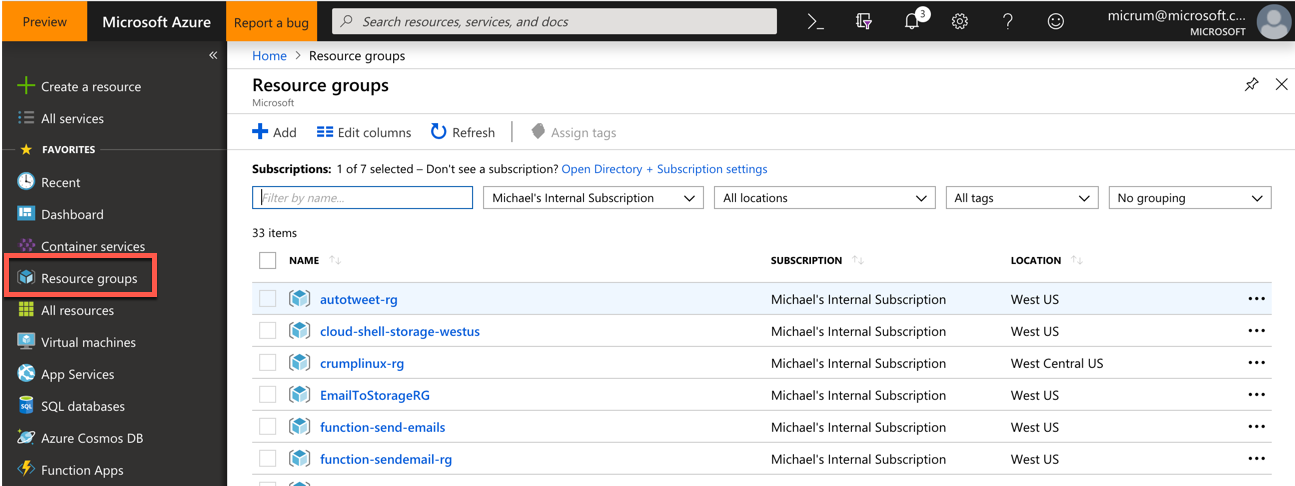 Preview Microsoft Azure Report a bug Search resources, services, and docs 3 micrum@microsoft.c...
MICROSOFT
«
Create a resource
All services
FAVORITES
Recent
Dashboard
Container services
Resource groups
All resources
Virtual machines
App Services
SQL databases
Azure Cosmos DB
Function Apps
Home > Resource groups
Resource groups
Microsoft
Add Edit columns Refresh Assign tags
Subscriptions: 1 of 7 selected – Don't see a subscription? Open Directory + Subscription settings
Filter by name... Michael's Internal Subscription All locations All tags No grouping
33 items
NAME SUBSCRIPTION LOCATION
autotweet-rg Michael's Internal Subscription West US
cloud-shell-storage-westus Michael's Internal Subscription West US
crumplinux-rg Michael's Internal Subscription West Central US
EmailToStorageRG Michael's Internal Subscription West US
function-send-emails Michael's Internal Subscription West US
function-sendemail-rg Michael's Internal Subscription West US